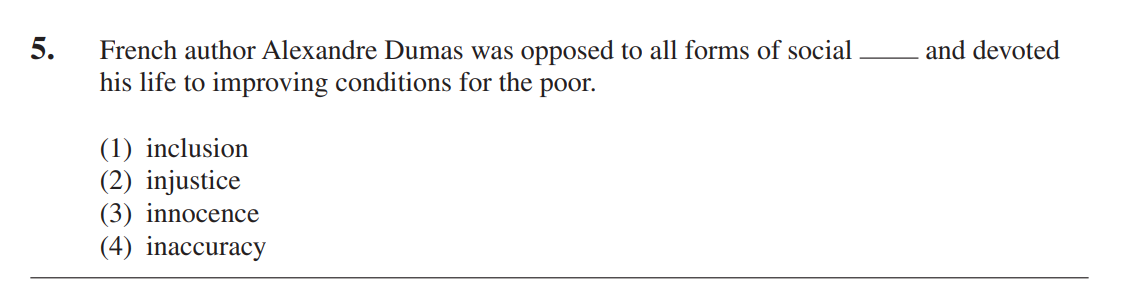 5. French author Alexandre Dumas was opposed to all forms of social ____ and devoted
his life to improving conditions for the poor.
(1) inclusion
(2) injustice
(3) innocence
(4) inaccuracy